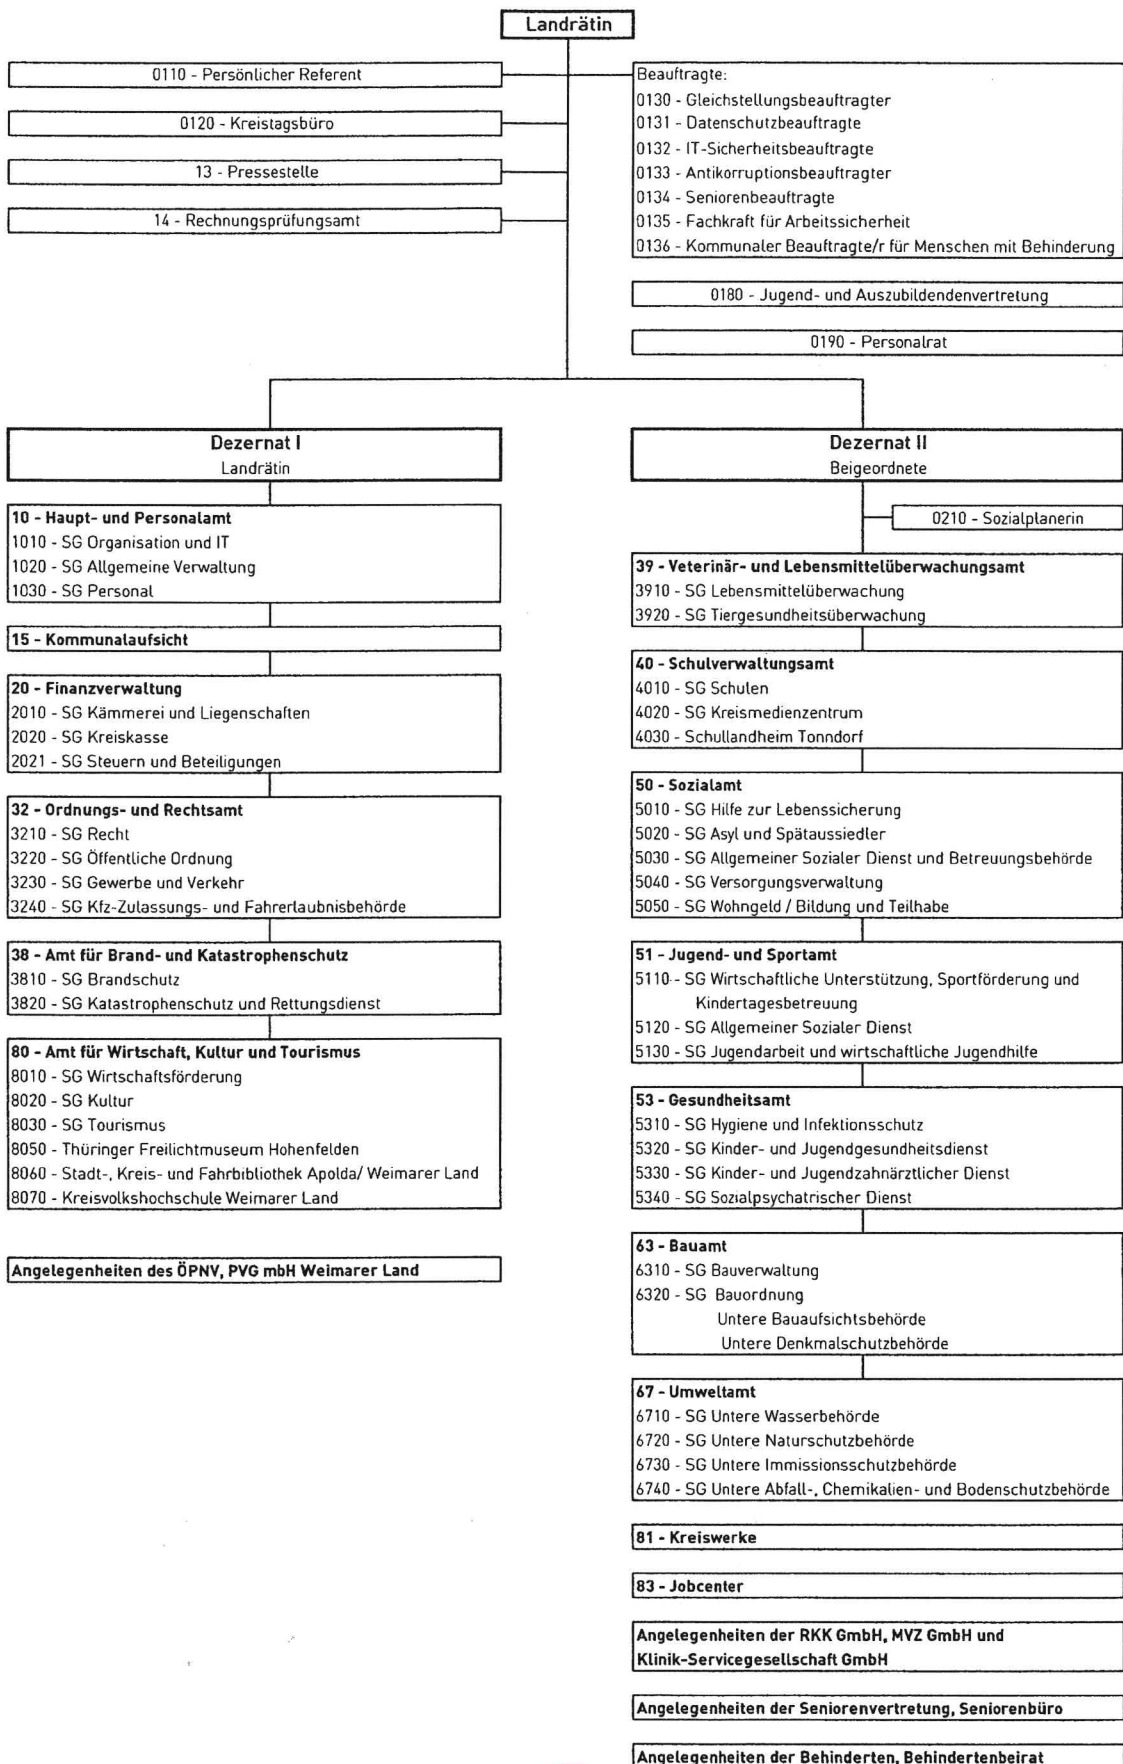 Landrätin
0110 - Persönlicher Referent
0120 - Kreistagsbüro
13 - Pressestelle
14 - Rechnungsprüfungsamt
Beauftragte:
0130 - Gleichstellungsbeauftragter
0131 - Datenschutzbeauftragte
0132 - IT-Sicherheitsbeauftragte
0133 - Antikorruptionsbeauftragter
0134 - Seniorenbeauftragte
0135 - Fachkraft für Arbeitssicherheit
0136 - Kommunaler Beauftragte/r für Menschen mit Behinderung
0180 - Jugend- und Auszubildendenvertretung
0190 - Personalrat
Dezernat I
Landrätin
10 - Haupt- und Personalamt
1010 - SG Organisation und IT
1020 - SG Allgemeine Verwaltung
1030 - SG Personal
15 - Kommunalaufsicht
20 - Finanzverwaltung
2010 - SG Kämmerei und Liegenschaften
2020 - SG Kreiskasse
2021 - SG Steuern und Beteiligungen
32 - Ordnungs- und Rechtsamt
3210 - SG Recht
3220 - SG Öffentliche Ordnung
3230 - SG Gewerbe und Verkehr
3240 - SG Kfz-Zulassungs- und Fahrerlaubnisbehörde
38 - Amt für Brand- und Katastrophenschutz
3810 - SG Brandschutz
3820 - SG Katastrophenschutz und Rettungsdienst
80 - Amt für Wirtschaft, Kultur und Tourismus
8010 - SG Wirtschaftsförderung
8020 - SG Kultur
8030 - SG Tourismus
8050 - Thüringer Freilichtmuseum Hohenfelden
8060 - Stadt-, Kreis- und Fahrbibliothek Apolda/ Weimarer Land
8070 - Kreisvolkshochschule Weimarer Land
Angelegenheiten des ÖPNV, PVG mbH Weimarer Land
Dezernat II
Beigeordnete
0210 - Sozialplanerin
39 - Veterinär- und Lebensmittelüberwachungsamt
3910 - SG Lebensmittelüberwachung
3920 - SG Tiergesundheitsüberwachung
40 - Schulverwaltungsamt
4010 - SG Schulen
4020 - SG Kreismedienzentrum
4030 - Schullandheim Tonndorf
50 - Sozialamt
5010 - SG Hilfe zur Lebenssicherung
5020 - SG Asyl und Spätaussiedler
5030 - SG Allgemeiner Sozialer Dienst und Betreuungsbehörde
5040 - SG Versorgungsverwaltung
5050 - SG Wohngeld / Bildung und Teilhabe
51 - Jugend- und Sportamt
5110 - SG Wirtschaftliche Unterstützung, Sportförderung und
Kindertagesbetreuung
5120 - SG Allgemeiner Sozialer Dienst
5130 - SG Jugendarbeit und wirtschaftliche Jugendhilfe
53 - Gesundheitsamt
5310 - SG Hygiene und Infektionsschutz
5320 - SG Kinder- und Jugendgesundheitsdienst
5330 - SG Kinder- und Jugendzahnärztlicher Dienst
5340 - SG Sozialpsychatrischer Dienst
63 - Bauamt
6310 - SG Bauverwaltung
6320 - SG Bauordnung
Untere Bauaufsichtsbehörde
Untere Denkmalschutzbehörde
67 - Umweltamt
6710 - SG Untere Wasserbehörde
6720 - SG Untere Naturschutzbehörde
6730 - SG Untere Immissionsschutzbehörde
6740 - SG Untere Abfall-, Chemikalien- und Bodenschutzbehörde
81 - Kreiswerke
83 - Jobcenter
Angelegenheiten der RKK GmbH, MVZ GmbH und
Klinik-Servicegesellschaft GmbH
Angelegenheiten der Seniorenvertretung, Seniorenbüro
Angelegenheiten der Behinderten, Behindertenbeirat